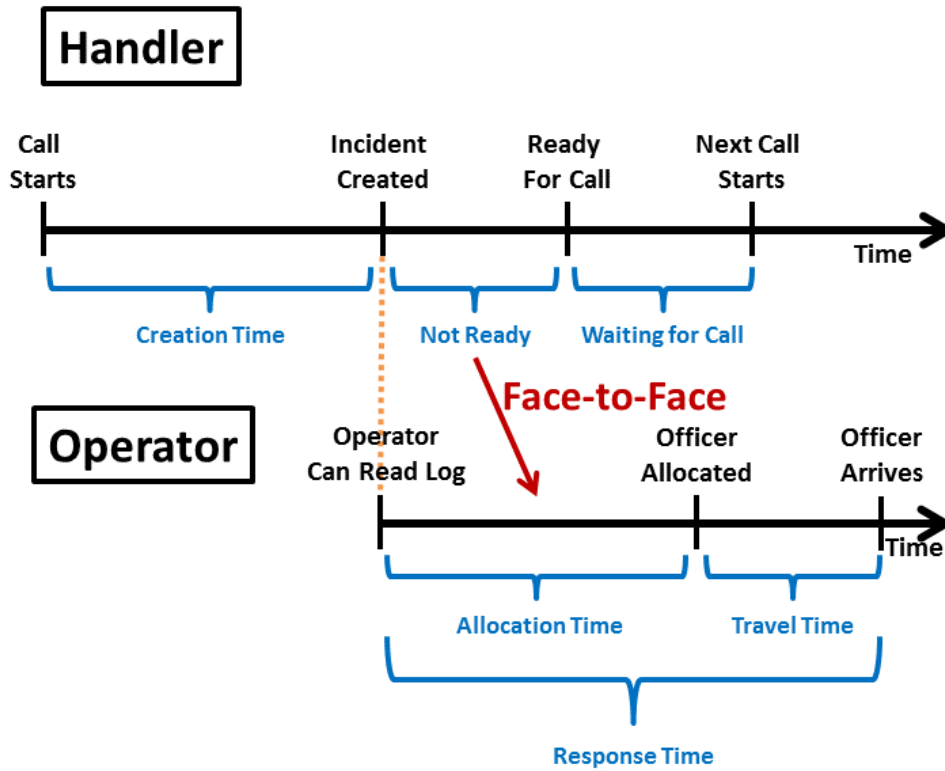 Handler
Call
Starts
Incident
Created
Ready
For Call
Next Call
Starts
Time
Creation Time
Not Ready
Waiting for Call
Face-to-Face
Operator
Operator
Can Read Log
Officer
Allocated
Officer
Arrives
Time
Allocation Time
Travel Time
Response Time